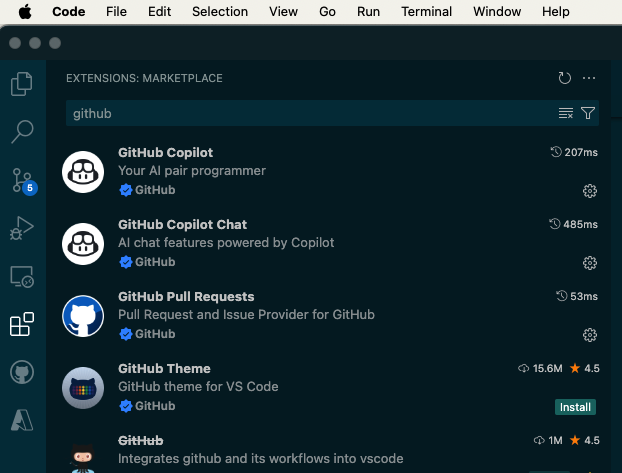 Code File Edit Selection View Go Run Terminal Window Help
EXTENSIONS: MARKETPLACE
github
GitHub Copilot 207ms
Your AI pair programmer
GitHub
5
GitHub Copilot Chat 485ms
AI chat features powered by Copilot
GitHub
GitHub Pull Requests 53ms
Pull Request and Issue Provider for GitHub
GitHub
GitHub Theme 15.6M 4.5
GitHub theme for VS Code
GitHub Install
GitHub 1M 4.5
Integrates github and its workflows into vscode